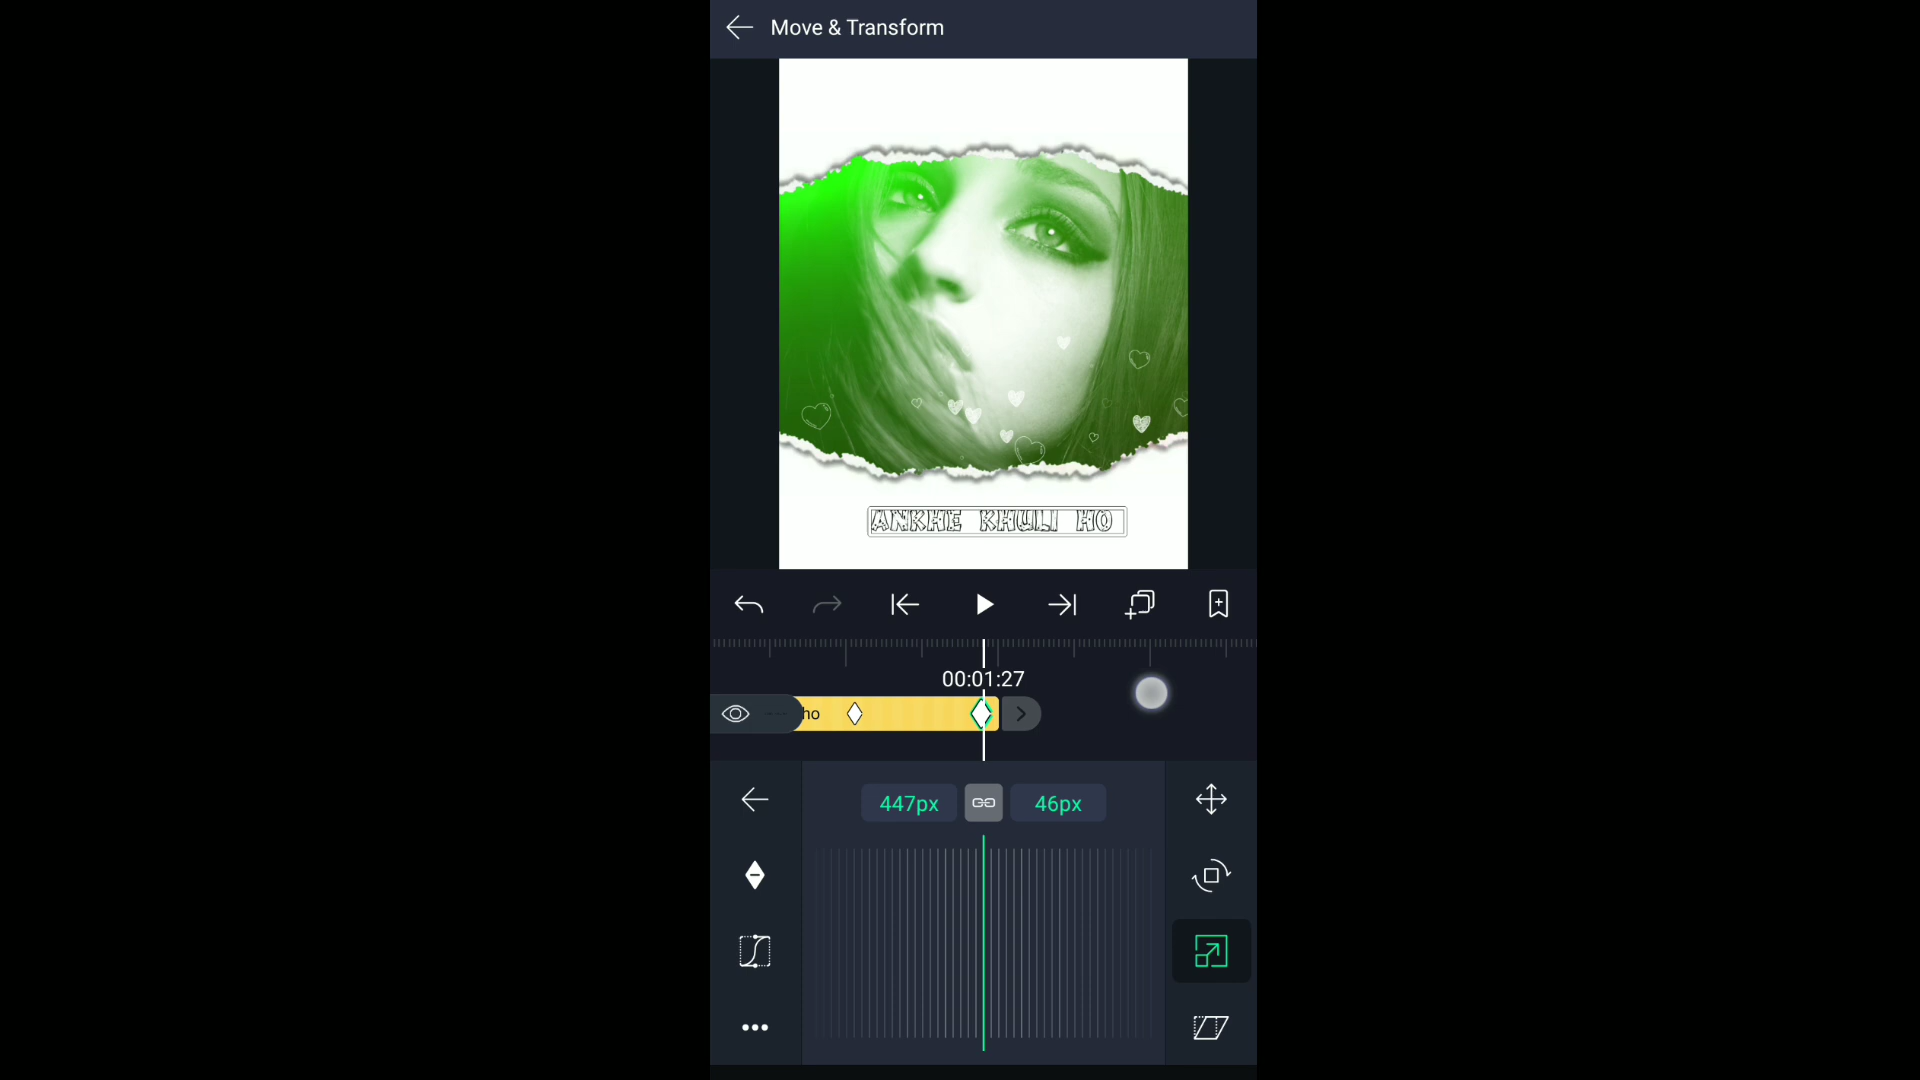 Move & Transform
ANKHE KHULI HO
00:01:27
ho
447px
46px